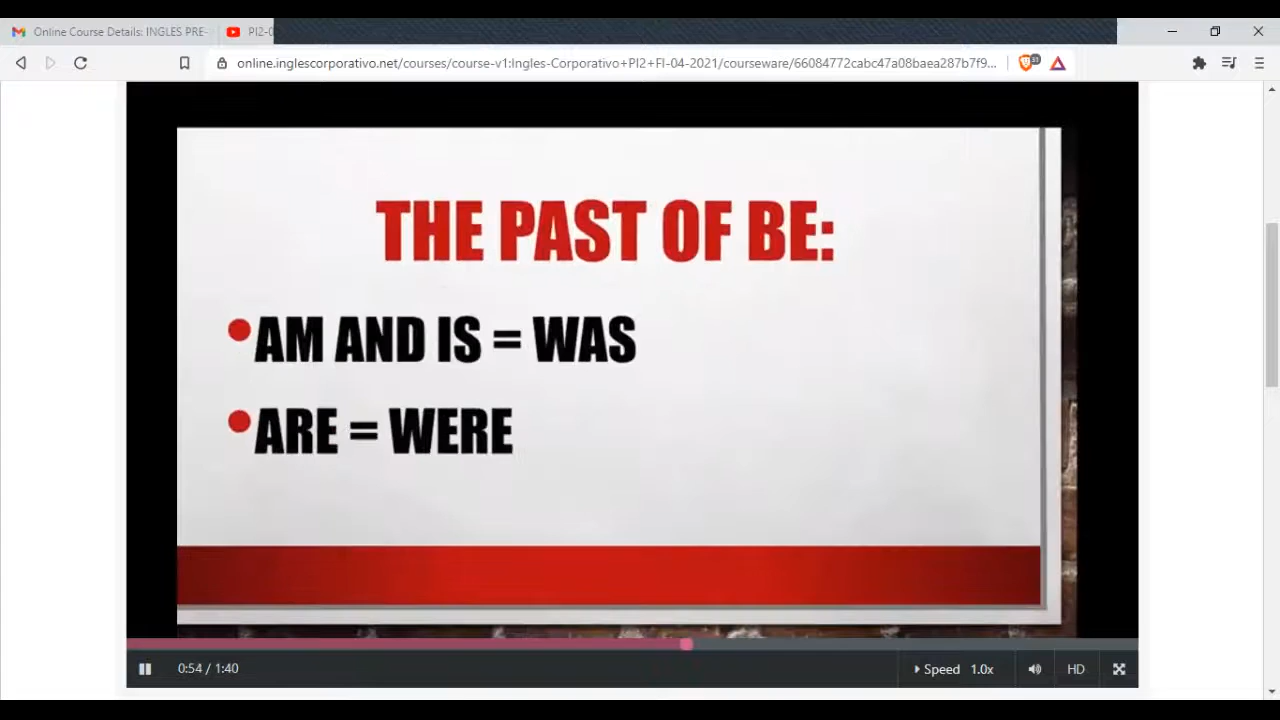 Online Course Details: INGLES PRE-
PI2-0
online.inglescorporativo.net/courses/course-v1:Ingles-Corporativo+PI2+FI-04-2021/courseware/66084772cabc47a08baea287b7f9...
THE PAST OF BE:
•AM AND IS = WAS
•ARE = WERE
0:54 / 1:40
Speed 1.0x
HD